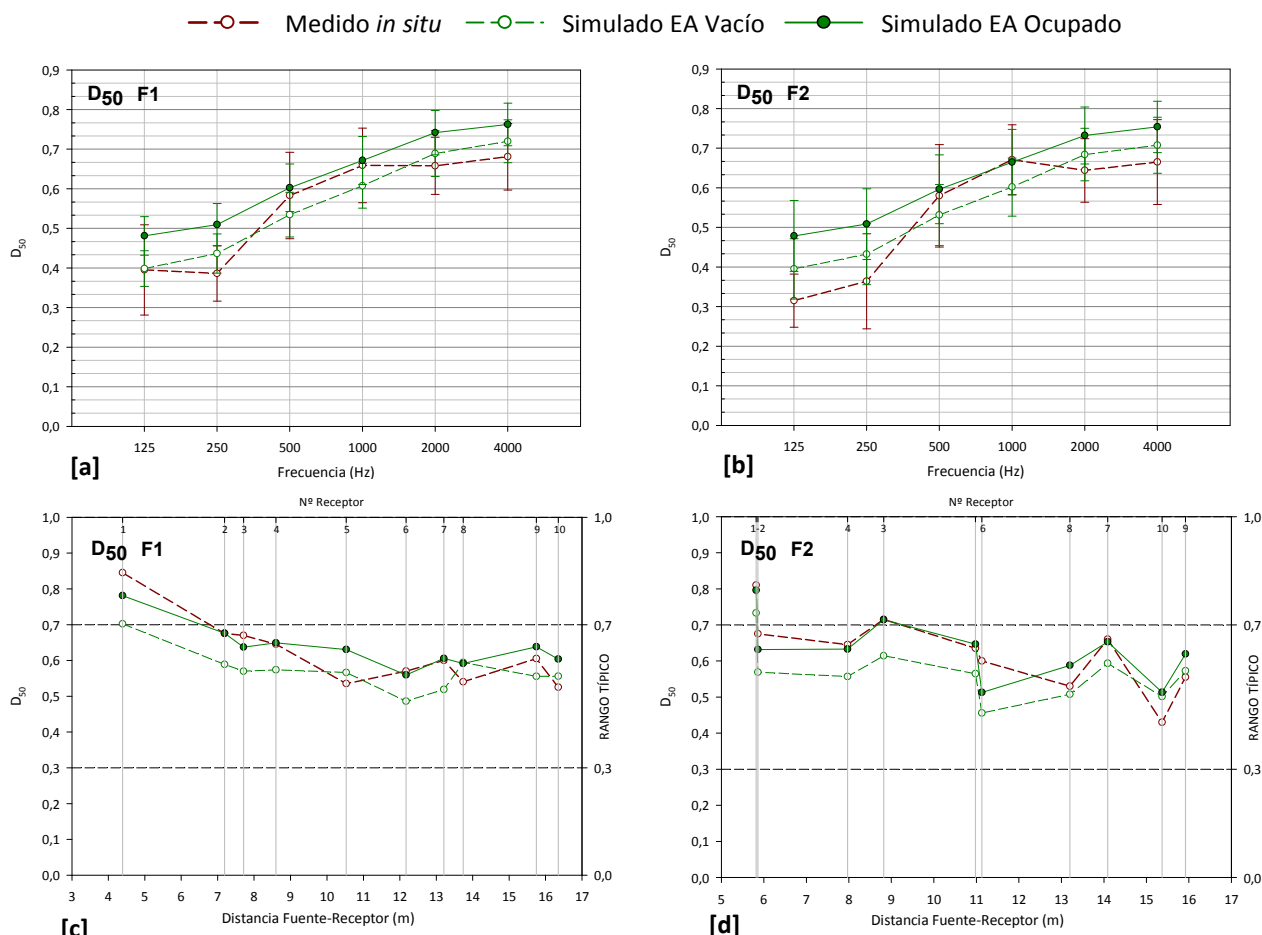 Medido in situ Simulado EA Vacío Simulado EA Ocupado
D50 F1
0,9
0,8
0,7
0,6
0,5
0,4
0,3
0,2
0,1
0,0
D50
125 250 500 1000 2000 4000
Frecuencia (Hz)
[a]
D50 F2
0,9
0,8
0,7
0,6
0,5
0,4
0,3
0,2
0,1
0,0
D50
125 250 500 1000 2000 4000
Frecuencia (Hz)
[b]
Nº Receptor
1 2 3 4 5 6 7 8 9 10
D50 F1
1,0
0,9
0,8
0,7
0,6
0,5
0,4
0,3
0,2
0,1
0,0
D50
1,0
0,7
0,3
0,0
RANGO TÍPICO
3 4 5 6 7 8 9 10 11 12 13 14 15 16 17
Distancia Fuente-Receptor (m)
[c]
Nº Receptor
1-2 4 3 6 8 7 10 9
D50 F2
1,0
0,9
0,8
0,7
0,6
0,5
0,4
0,3
0,2
0,1
0,0
D50
1,0
0,7
0,3
0,0
RANGO TÍPICO
5 6 7 8 9 10 11 12 13 14 15 16 17
Distancia Fuente-Receptor (m)
[d]